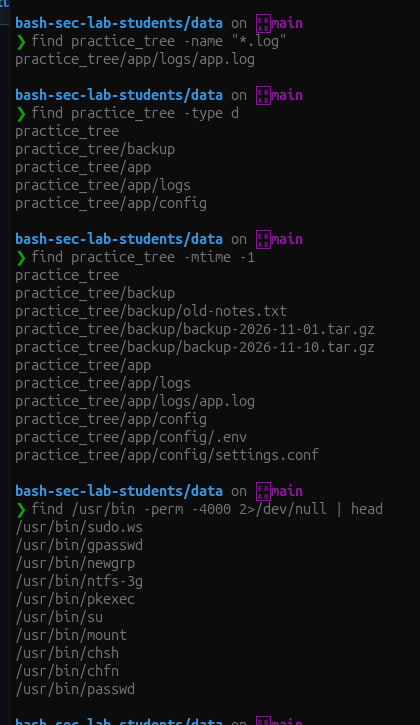 tu
bash-sec-lab-students/data on main
❯ find practice_tree -name "*.log"
practice_tree/app/logs/app.log
bash-sec-lab-students/data on main
❯ find practice_tree -type d
practice_tree
practice_tree/backup
practice_tree/app
practice_tree/app/logs
practice_tree/app/config
bash-sec-lab-students/data on main
❯ find practice_tree -mtime -1
practice_tree
practice_tree/backup
practice_tree/backup/old-notes.txt
practice_tree/backup/backup-2026-11-01.tar.gz
practice_tree/backup/backup-2026-11-10.tar.gz
practice_tree/app
practice_tree/app/logs
practice_tree/app/logs/app.log
practice_tree/app/config
practice_tree/app/config/.env
practice_tree/app/config/settings.conf
bash-sec-lab-students/data on main
❯ find /usr/bin -perm -4000 2>/dev/null | head
/usr/bin/sudo.ws
/usr/bin/gpasswd
/usr/bin/newgrp
/usr/bin/ntfs-3g
/usr/bin/pkexec
/usr/bin/su
/usr/bin/mount
/usr/bin/chsh
/usr/bin/chfn
/usr/bin/passwd
bash-sec-lab-students/data on main